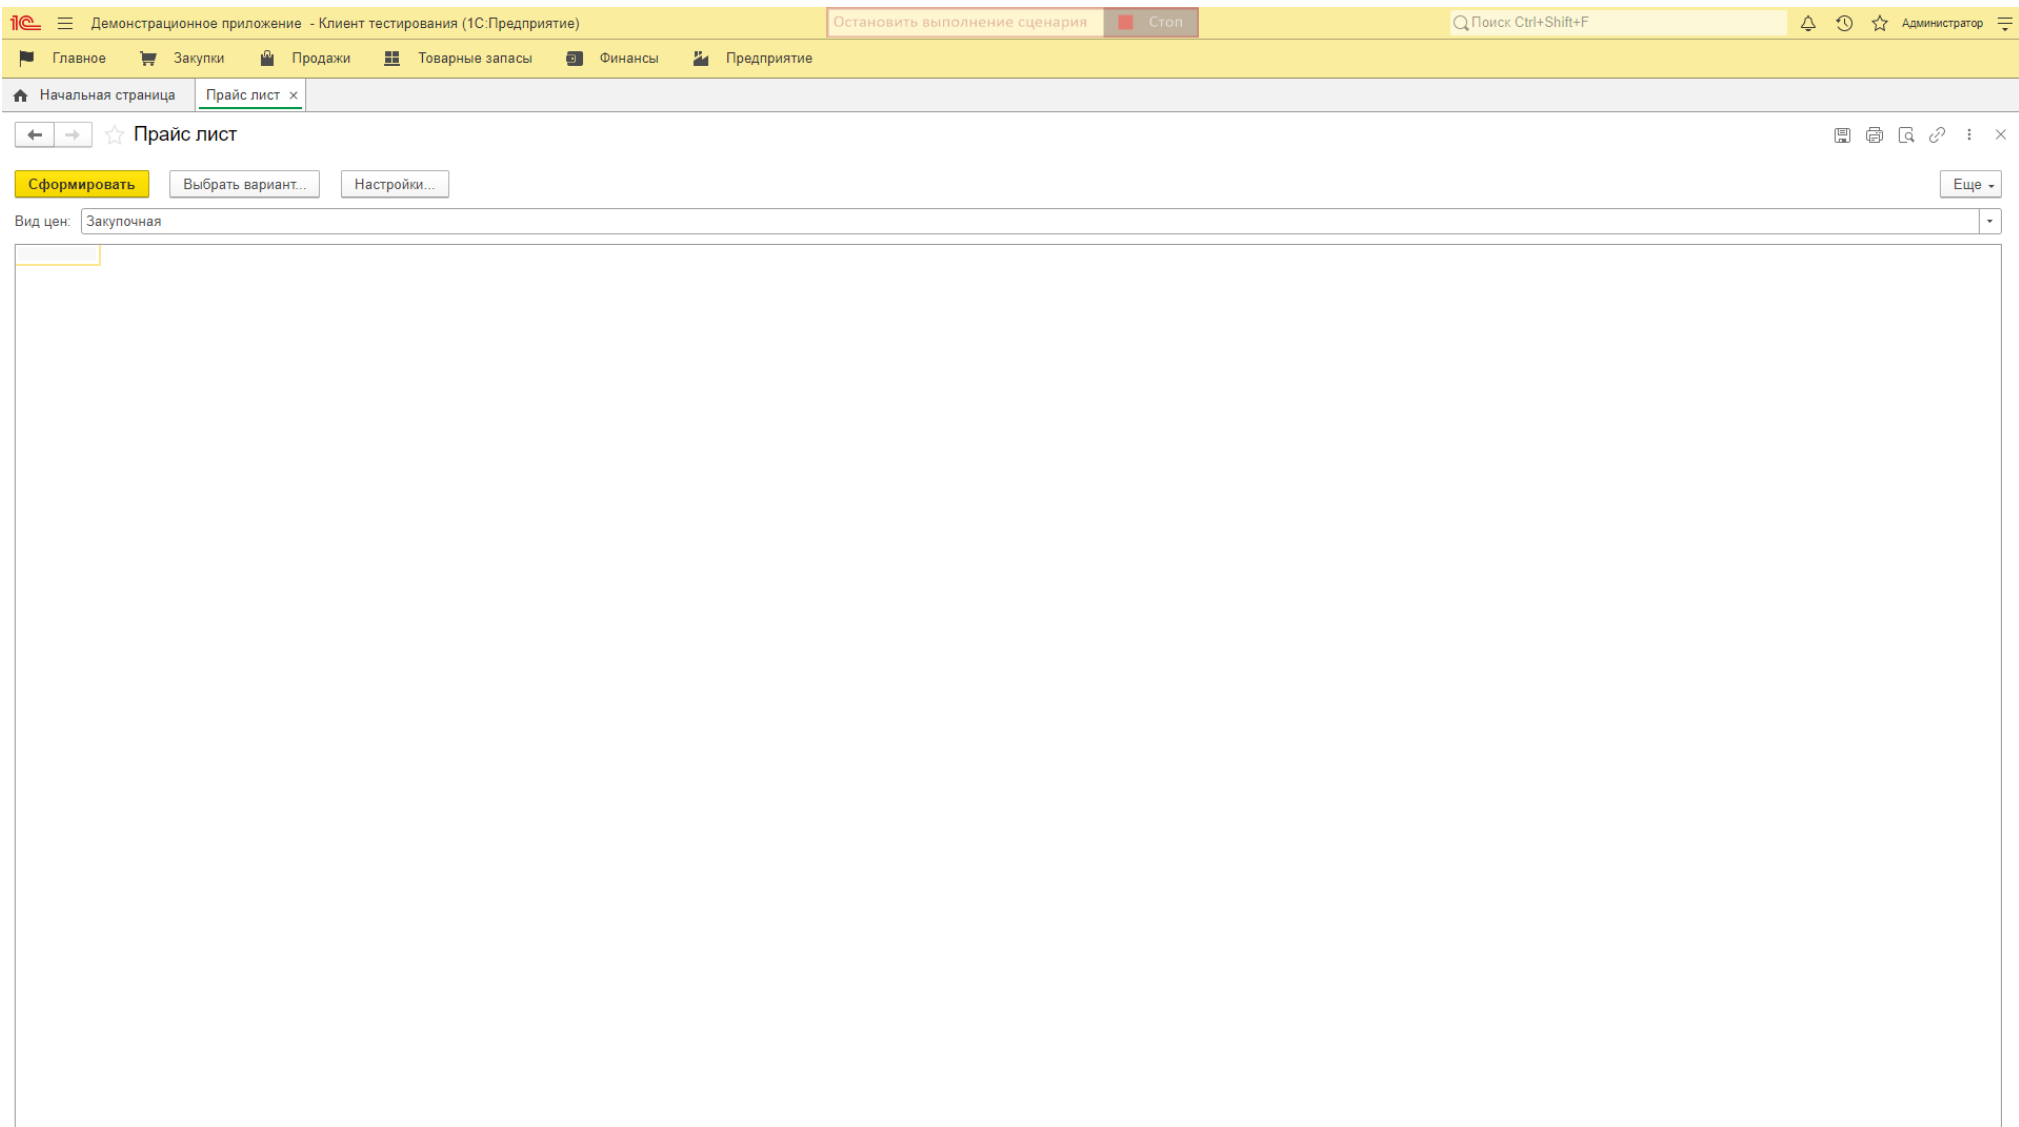 1С Демонстрационное приложение - Клиент тестирования (1С:Предприятие) Остановить выполнение сценария Стоп Поиск Ctrl+Shift+F Администратор
Главное Закупки Продажи Товарные запасы Финансы Предприятие
Начальная страница Прайс лист ×
Прайс лист
Сформировать Выбрать вариант... Настройки... Еще
Вид цен: Закупочная